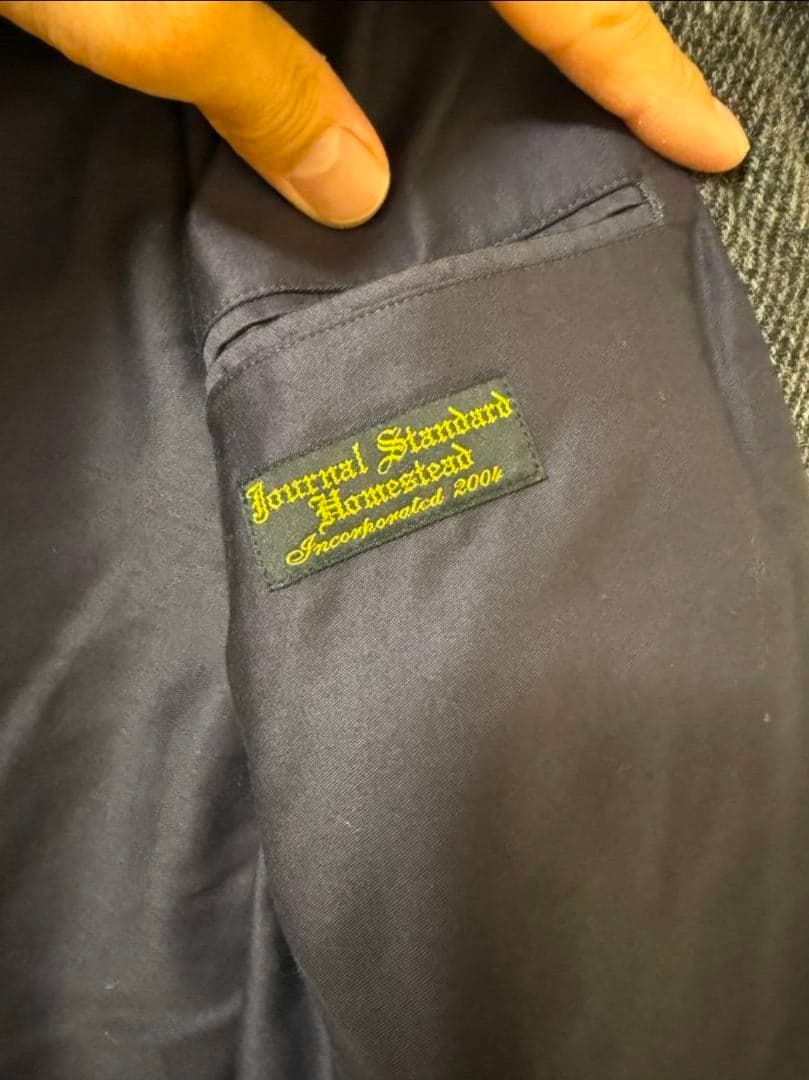 Journal Standard
Homestead
Incorporated 2004